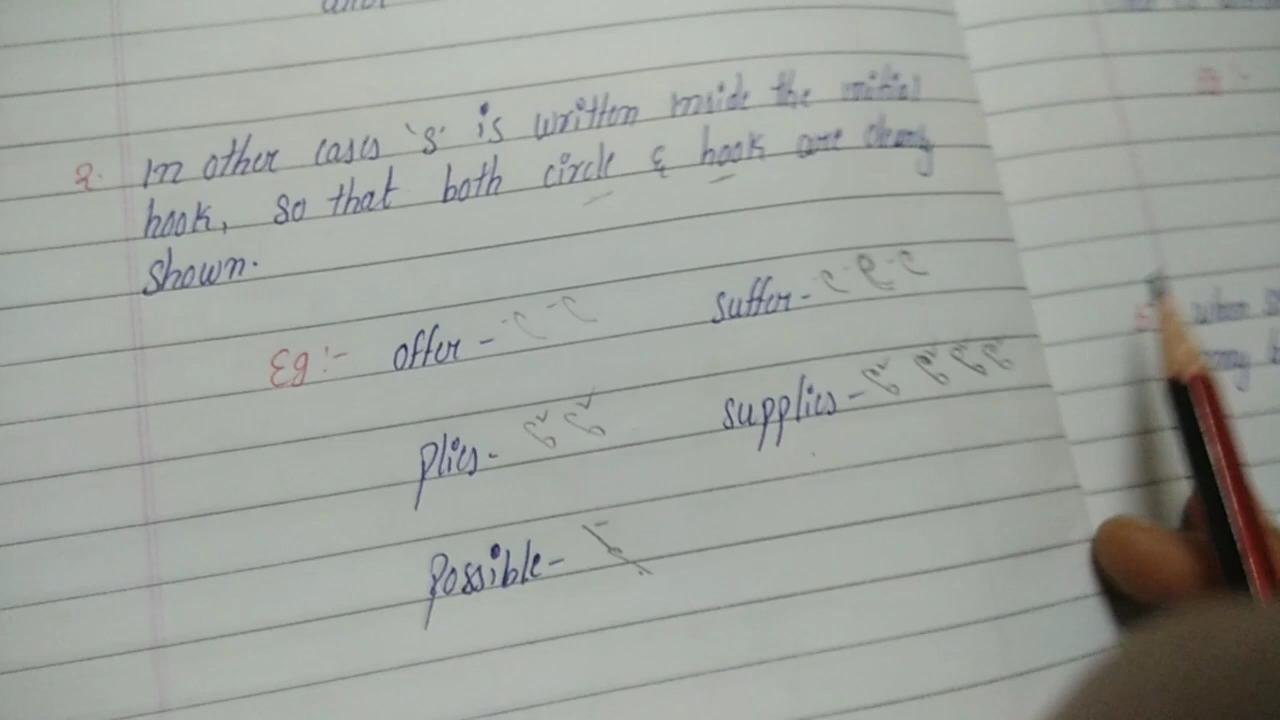 2. In other cases 's' is written inside the initial
hook, so that both circle & hook are clearly
shown.
Eg:- offer - suffer -
plies - supplies -
possible -
when